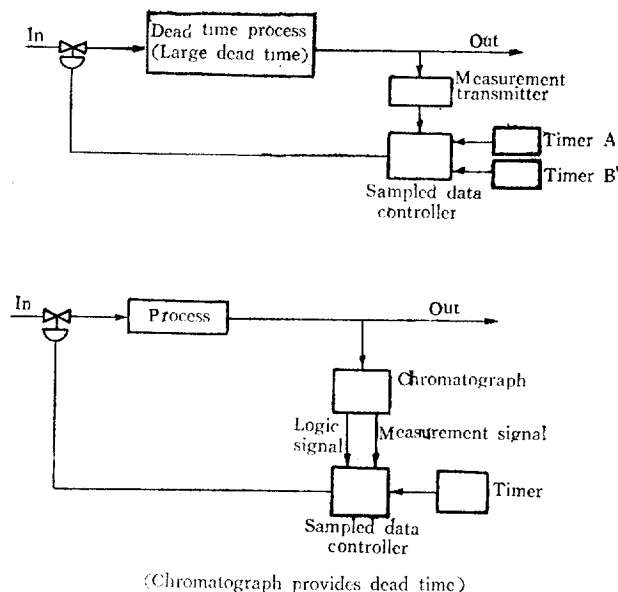 In
Dead time process
(Large dead time)
Out
Measurement
transmitter
Timer A
Timer B'
Sampled data
controller
In
Process
Out
Chromatograph
Logic
signal
Measurement signal
Timer
Sampled data
controller
(Chromatograph provides dead time)